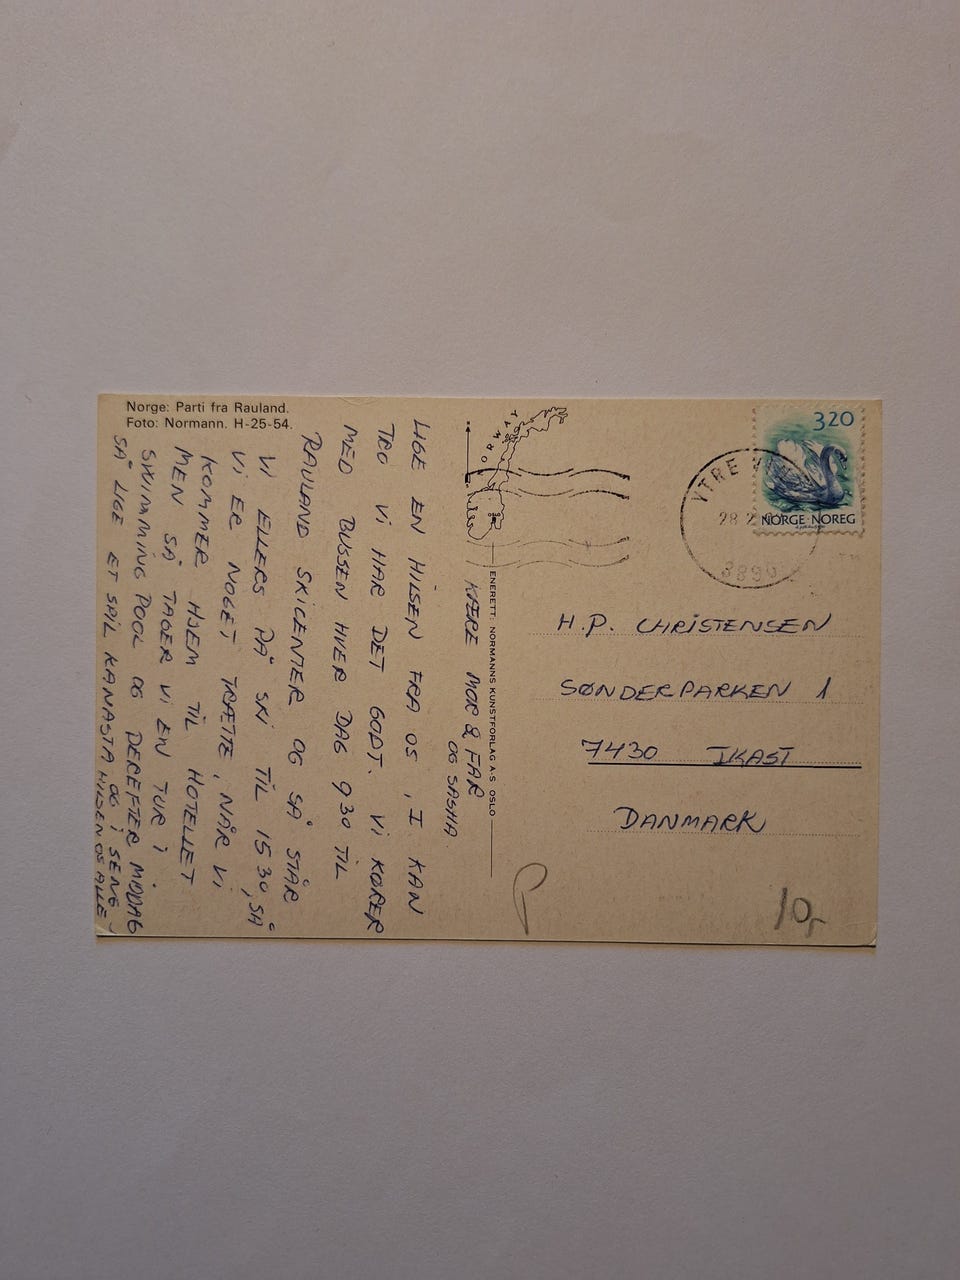 Norge: Parti fra Rauland.
Foto: Normann. H-25-54.
KÆRE MOR & FAR
OG SASHA.
LIGE EN HILSEN FRA OS, I KAN
TRO VI HAR DET GODT. VI KØRER
MED BUSSEN HVER DAG 9 30 TIL
RAULAND SKICENTER OG SÅ STÅR
VI ELLERS PÅ SKI TIL 15 30, SÅ
VI ER NOGET TRÆTTE, NÅR VI
KOMMER HJEM TIL HOTELLET
MEN SÅ TAGER VI EN TUR I
SWIMMING POOL OG DEREFTER MIDDAG
SÅ LIGE ET SPIL KANASTA OG I SENG
HILSEN OS ALLE
NORWAY
OSLO
ENERETT: NORMANNS KUNSTFORLAG A-S OSLO
320
NORGE·NOREG
YTRE
28 2
H.P. CHRISTENSEN
SØNDERPARKEN 1
7430 IKAST
DANMARK
10,-